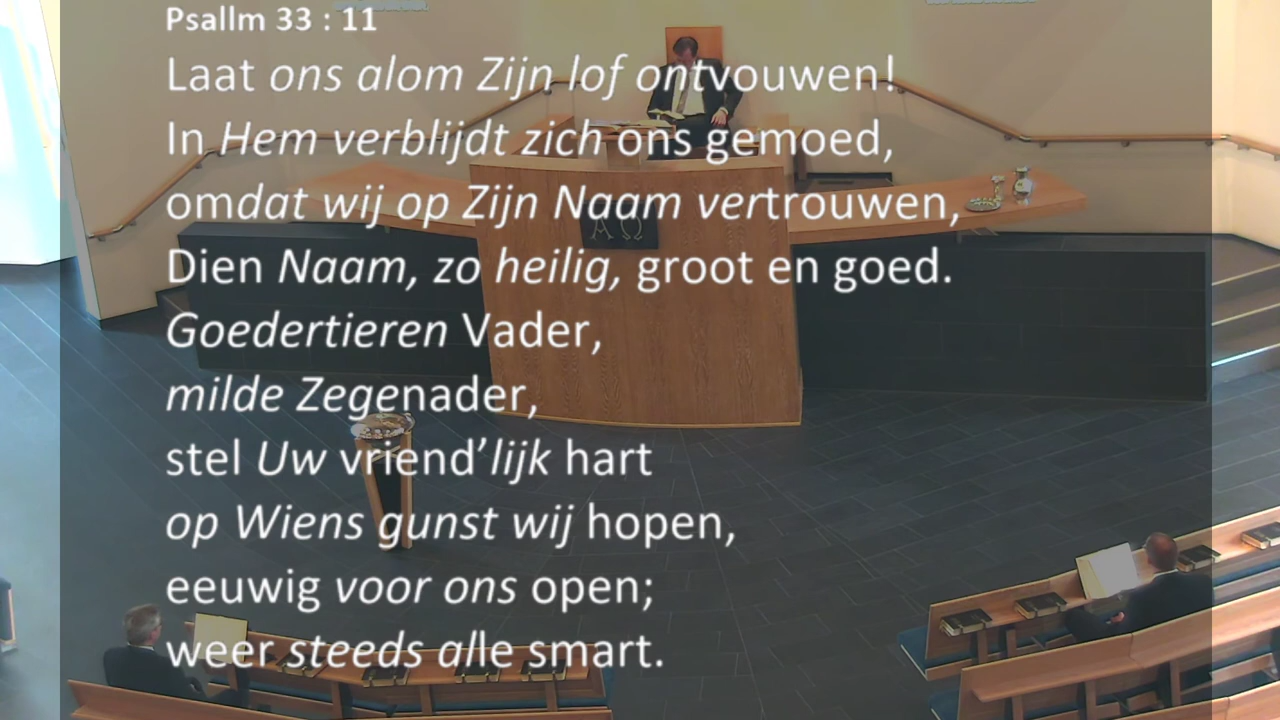 Psallm 33 : 11
Laat ons alom Zijn lof ontvouwen!
In Hem verblijdt zich ons gemoed,
omdat wij op Zijn Naam vertrouwen,
Dien Naam, zo heilig, groot en goed.
Goedertieren Vader,
milde Zegenader,
stel Uw vriend’lijk hart
op Wiens gunst wij hopen,
eeuwig voor ons open;
weer steeds alle smart.
Α Ω